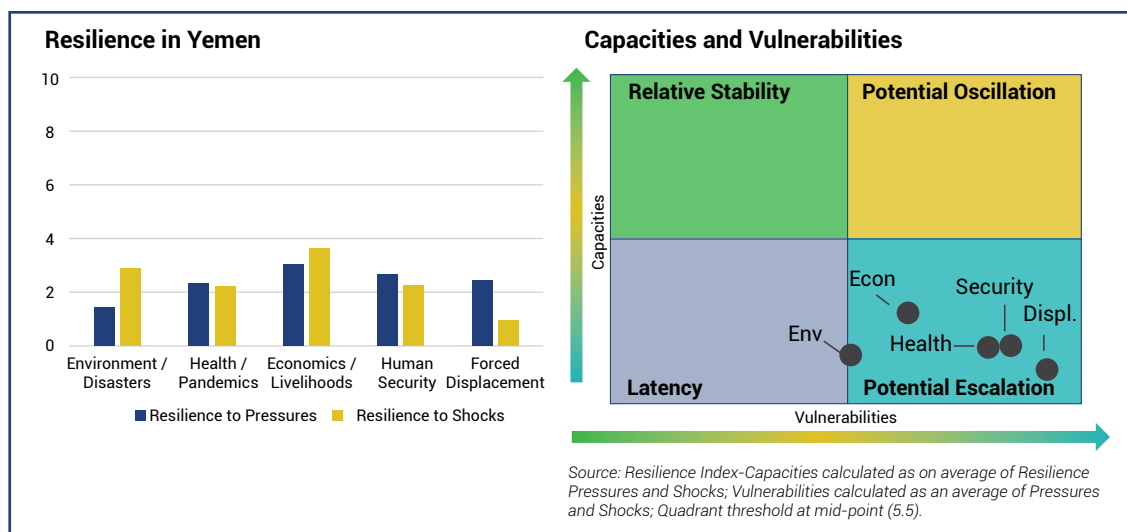 Resilience in Yemen
10
8
6
4
2
0
Environment /
Disasters
Health /
Pandemics
Economics /
Livelihoods
Human
Security
Forced
Displacement
Resilience to Pressures
Resilience to Shocks
Capacities and Vulnerabilities
Capacities
Relative Stability
Potential Oscillation
Econ
Security
Displ.
Env
Health
Latency
Potential Escalation
Vulnerabilities
Source: Resilience Index-Capacities calculated as on average of Resilience
Pressures and Shocks; Vulnerabilities calculated as an average of Pressures
and Shocks; Quadrant threshold at mid-point (5.5).